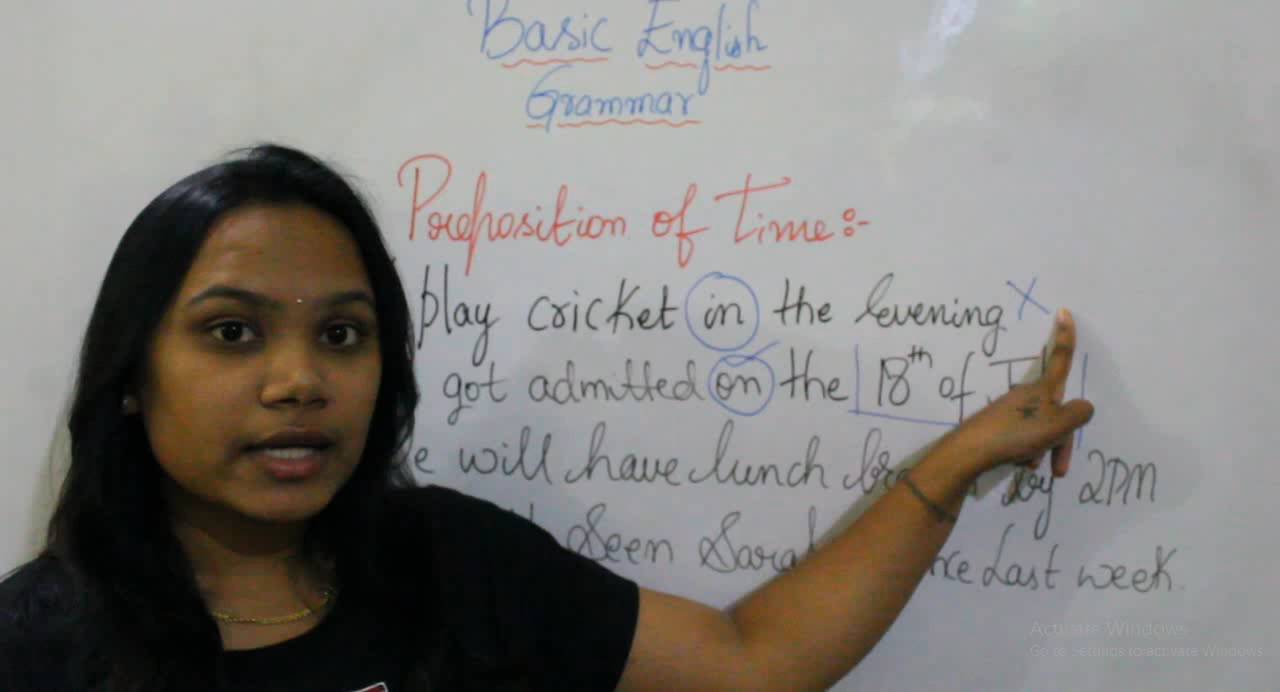 Basic English
Grammar
Preposition of Time:-
play cricket in the evening X
got admitted on the 18th of
e will have lunch by 2PM
Seen Last week.
Activate Windows
Go to Settings to activate Windows.